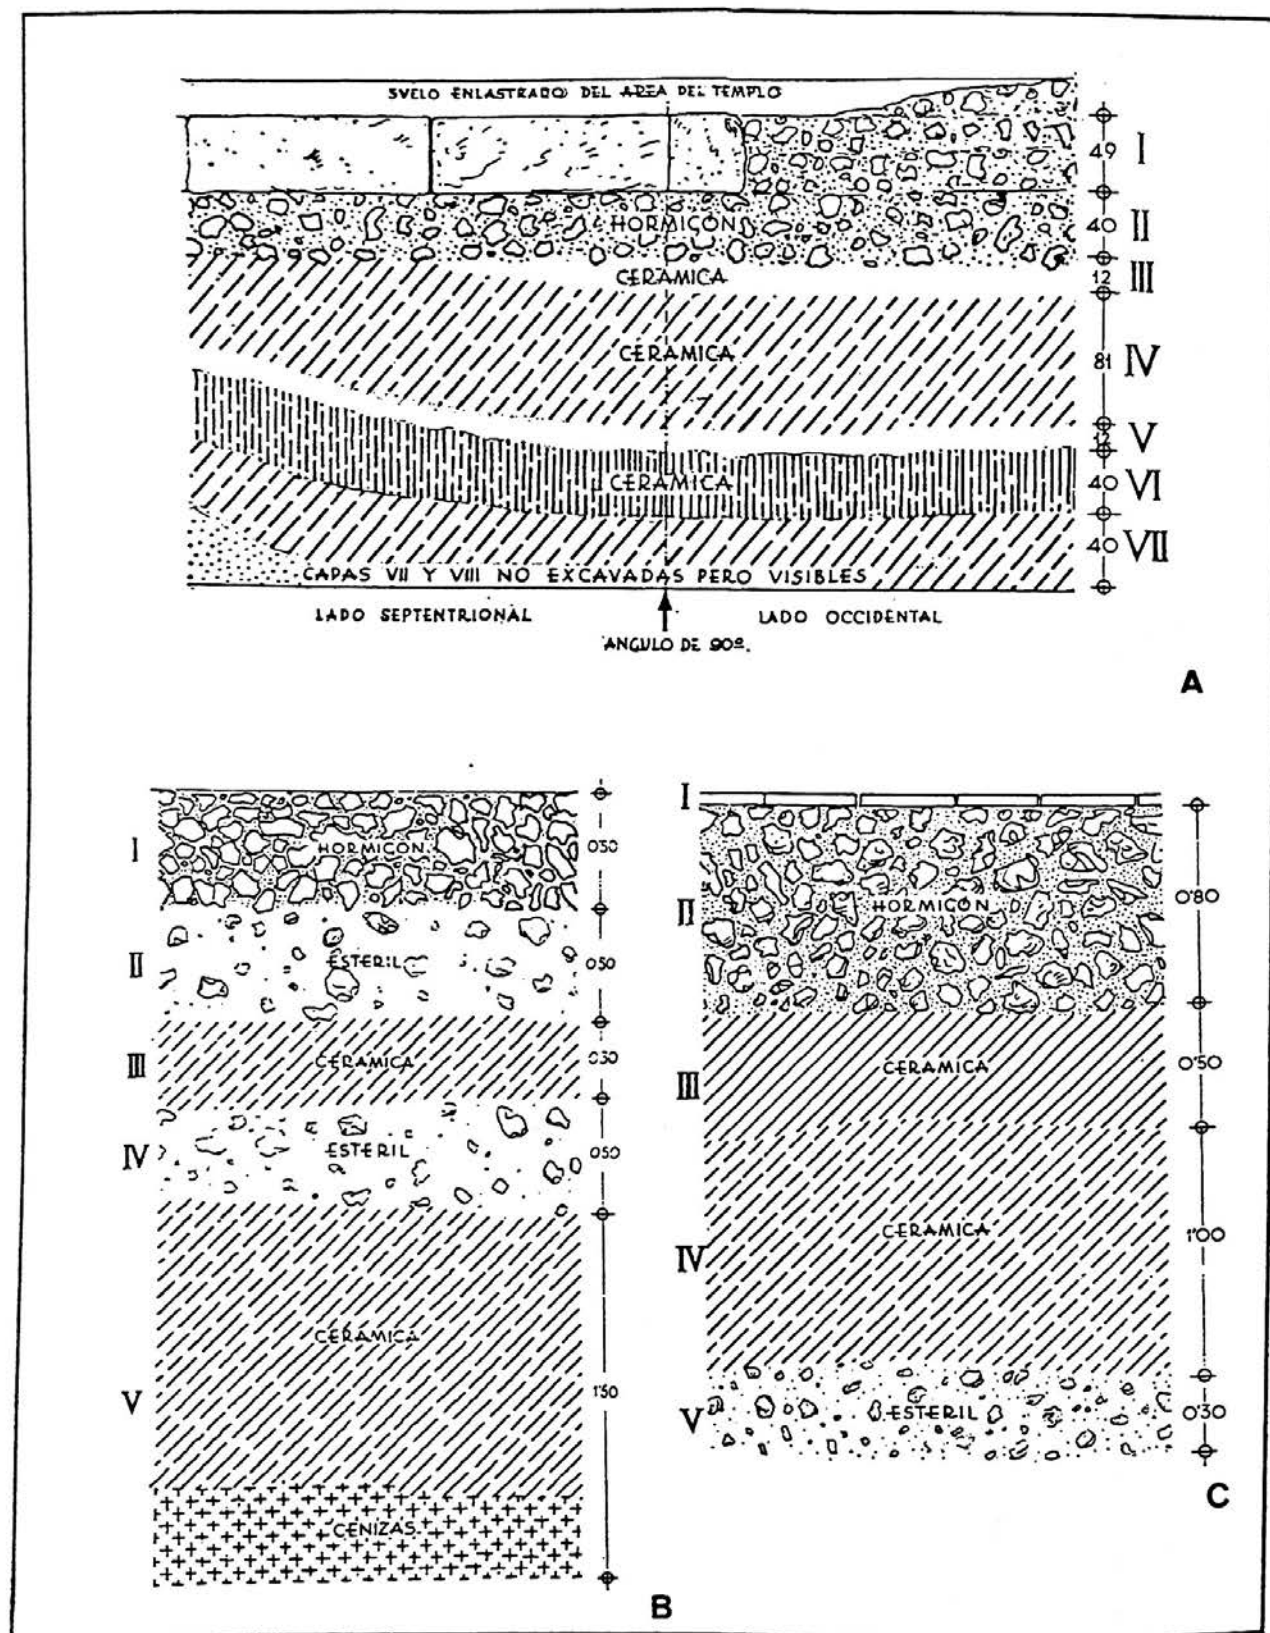 SVELO ENLASTRADO DEL AREA DEL TEMPLO
49 I
HORMIGON 40 II
CERAMICA 12 III
CERAMICA 81 IV
12 V
CERAMICA 40 VI
40 VII
CAPAS VII Y VIII NO EXCAVADAS PERO VISIBLES
LADO SEPTENTRIONAL LADO OCCIDENTAL
ANGULO DE 90º.
A
I HORMIGON 0'50
II ESTERIL 0'50
III CERAMICA 0'30
IV ESTERIL 0'50
V CERAMICA 1'50
CENIZAS
B
I
II HORMIGON 0'80
III CERAMICA 0'50
IV CERAMICA 1'00
V ESTERIL 0'30
C